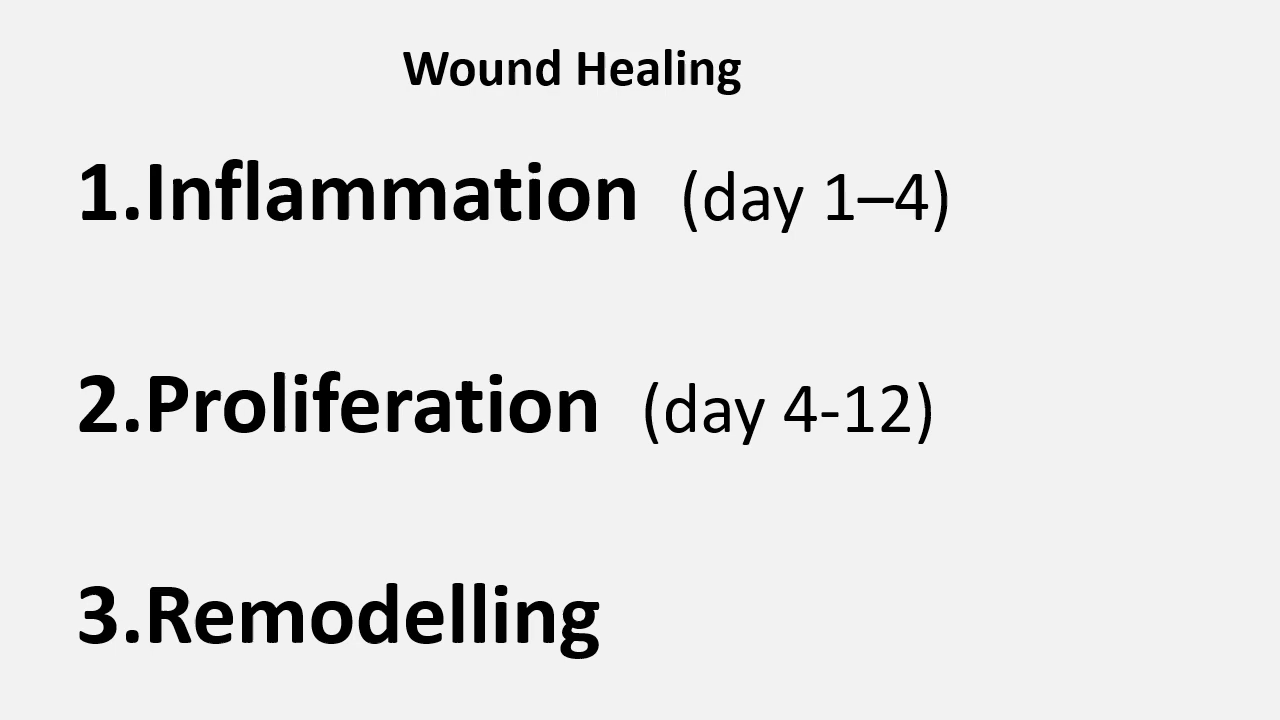 Wound Healing
1.Inflammation (day 1–4)
2.Proliferation (day 4-12)
3.Remodelling